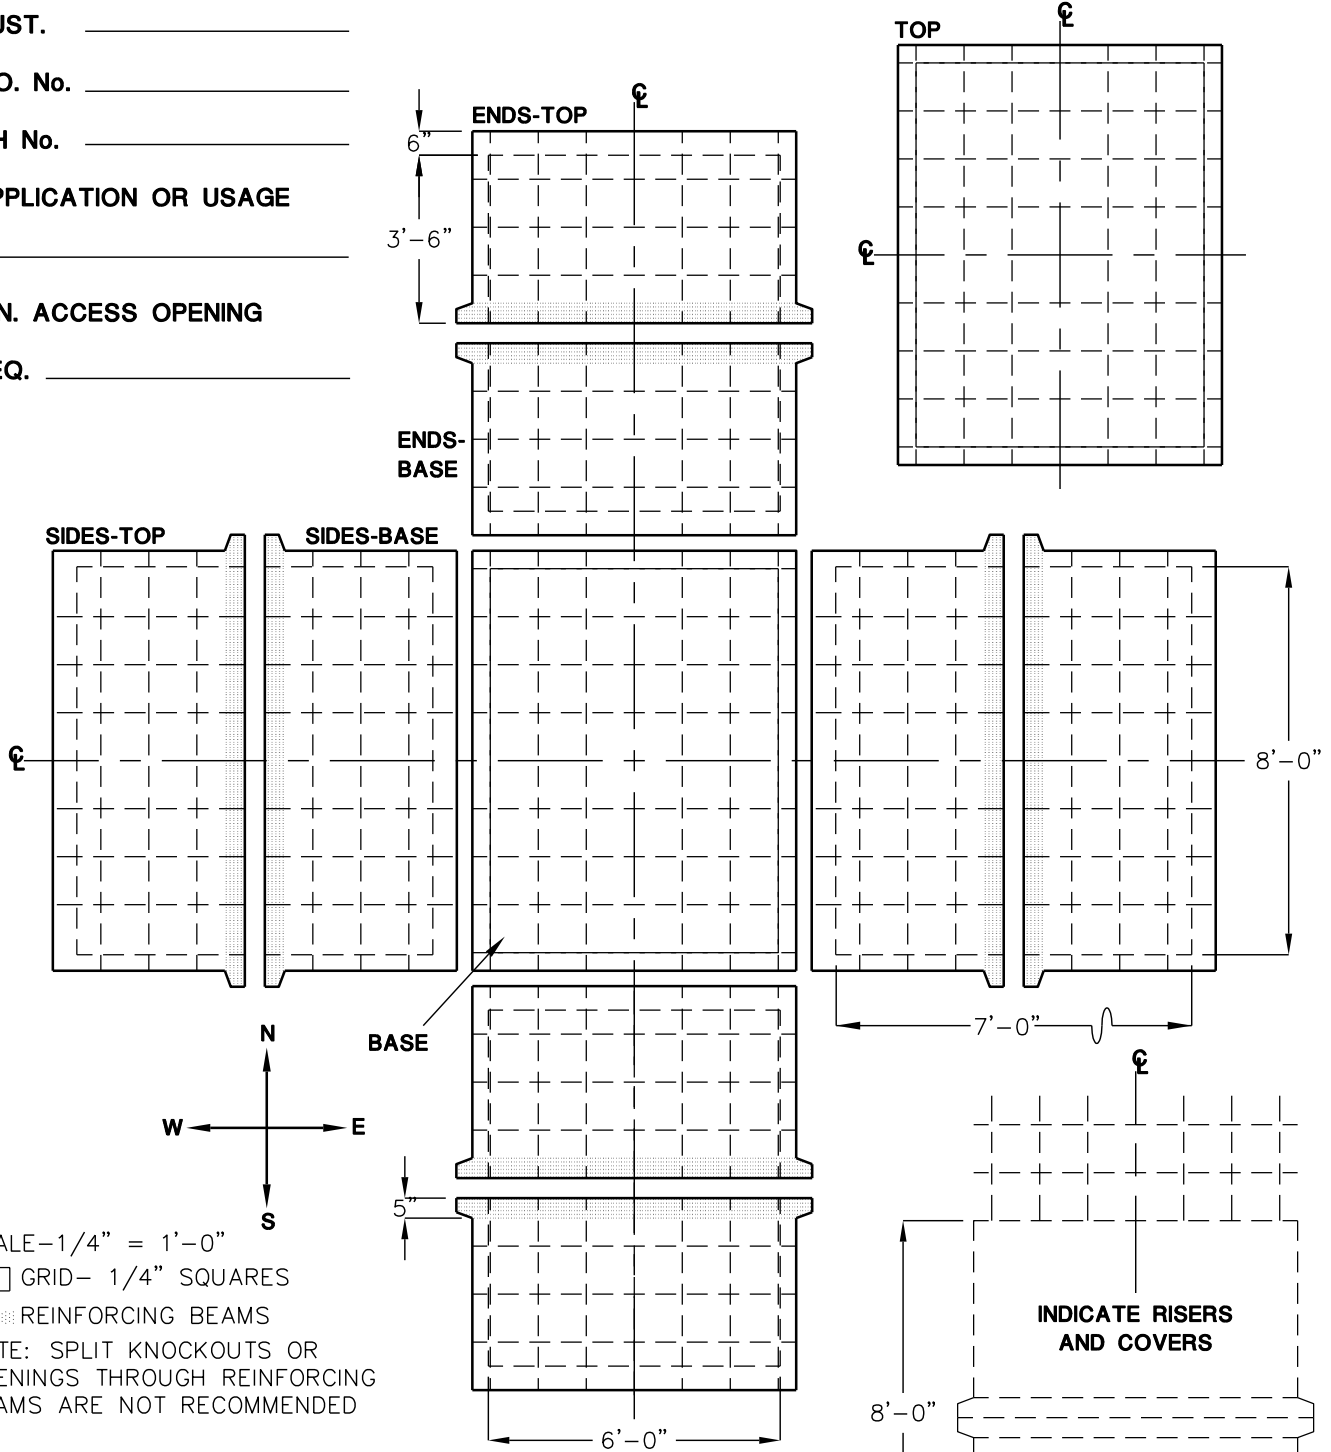 UST.
O. No.
H No.
PPLICATION OR USAGE
N. ACCESS OPENING
EQ.
℄
TOP
℄
ENDS-TOP
6"
3'-6"
℄
ENDS-
BASE
SIDES-TOP
SIDES-BASE
℄
8'-0"
BASE
7'-0"
N
W
E
S
℄
5"
ALE-1/4" = 1'-0"
GRID- 1/4" SQUARES
REINFORCING BEAMS
TE: SPLIT KNOCKOUTS OR
ENINGS THROUGH REINFORCING
AMS ARE NOT RECOMMENDED
INDICATE RISERS
AND COVERS
8'-0"
6'-0"